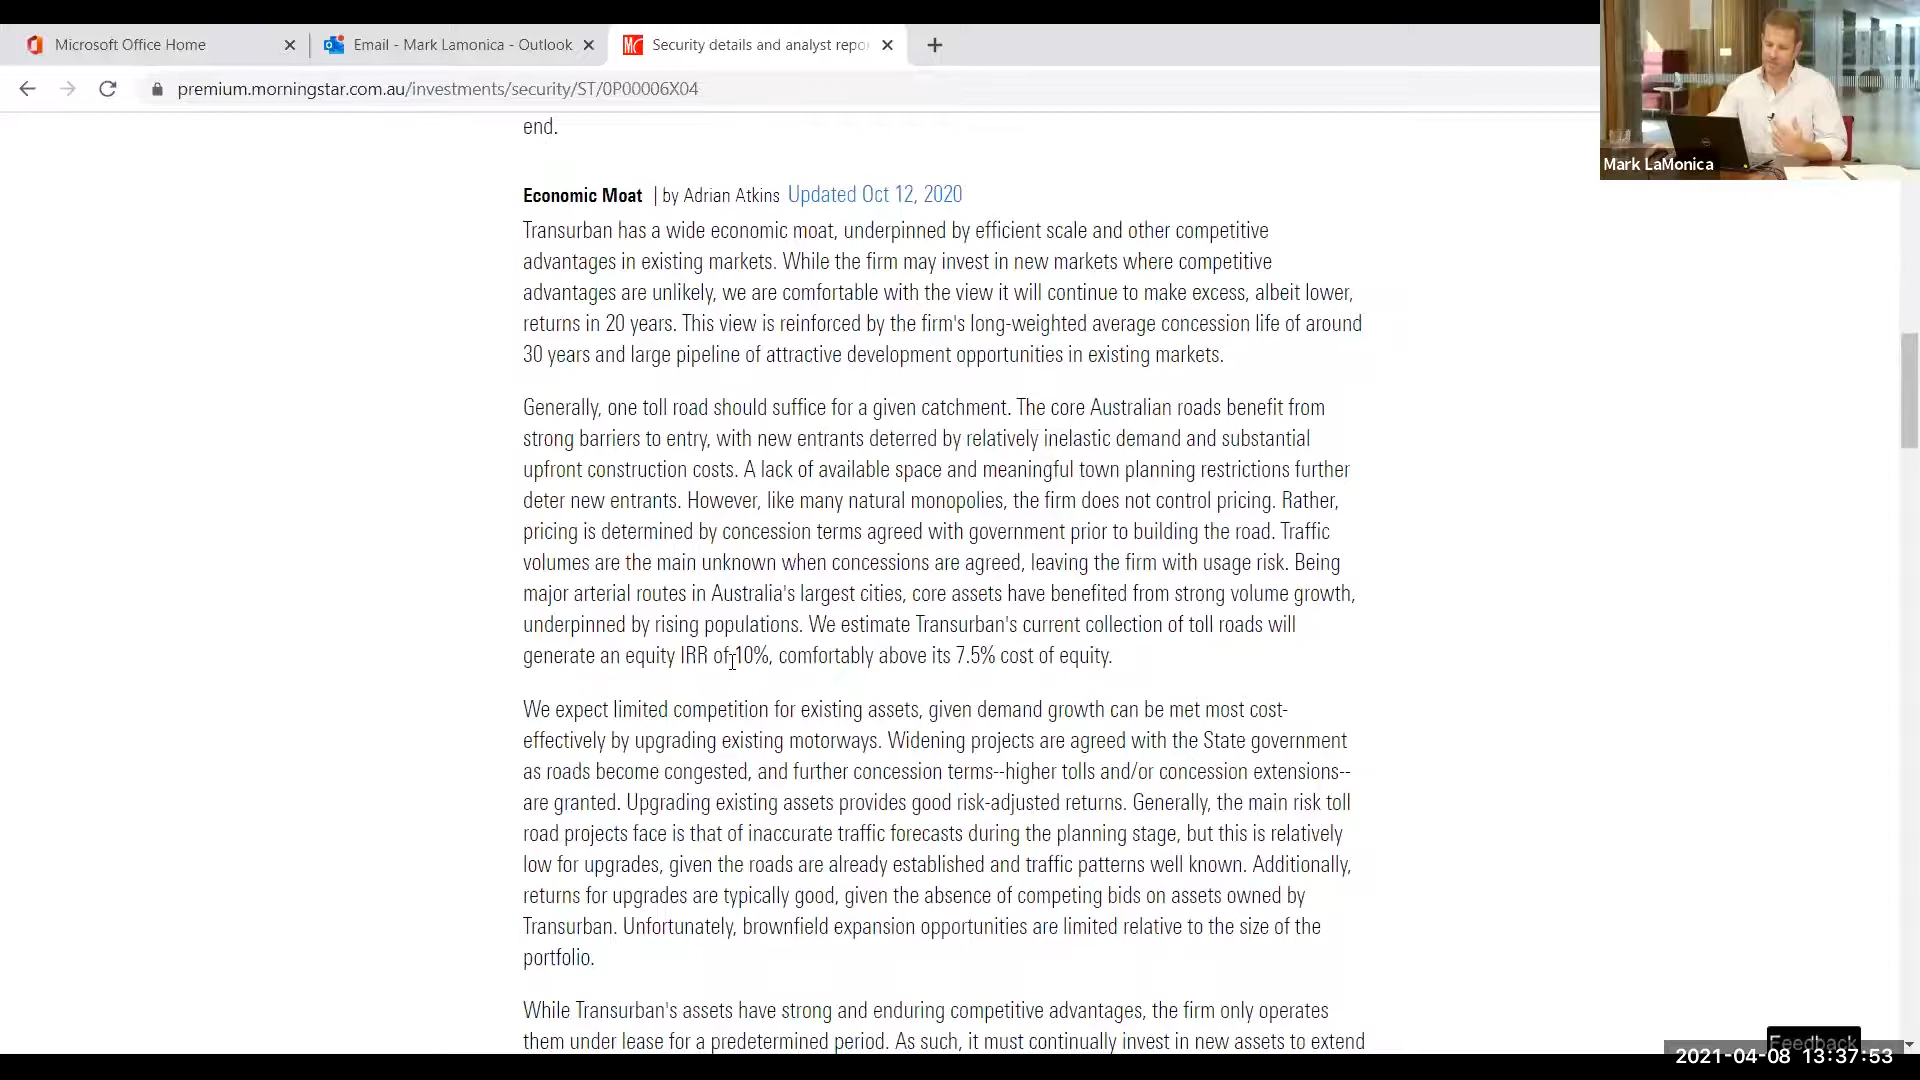 Microsoft Office Home
Email - Mark Lamonica - Outlook
Security details and analyst repo
premium.morningstar.com.au/investments/security/ST/0P00006X04
Mark LaMonica
end.
Economic Moat | by Adrian Atkins Updated Oct 12, 2020
Transurban has a wide economic moat, underpinned by efficient scale and other competitive
advantages in existing markets. While the firm may invest in new markets where competitive
advantages are unlikely, we are comfortable with the view it will continue to make excess, albeit lower,
returns in 20 years. This view is reinforced by the firm's long-weighted average concession life of around
30 years and large pipeline of attractive development opportunities in existing markets.
Generally, one toll road should suffice for a given catchment. The core Australian roads benefit from
strong barriers to entry, with new entrants deterred by relatively inelastic demand and substantial
upfront construction costs. A lack of available space and meaningful town planning restrictions further
deter new entrants. However, like many natural monopolies, the firm does not control pricing. Rather,
pricing is determined by concession terms agreed with government prior to building the road. Traffic
volumes are the main unknown when concessions are agreed, leaving the firm with usage risk. Being
major arterial routes in Australia's largest cities, core assets have benefited from strong volume growth,
underpinned by rising populations. We estimate Transurban's current collection of toll roads will
generate an equity IRR of 10%, comfortably above its 7.5% cost of equity.
We expect limited competition for existing assets, given demand growth can be met most cost-
effectively by upgrading existing motorways. Widening projects are agreed with the State government
as roads become congested, and further concession terms--higher tolls and/or concession extensions--
are granted. Upgrading existing assets provides good risk-adjusted returns. Generally, the main risk toll
road projects face is that of inaccurate traffic forecasts during the planning stage, but this is relatively
low for upgrades, given the roads are already established and traffic patterns well known. Additionally,
returns for upgrades are typically good, given the absence of competing bids on assets owned by
Transurban. Unfortunately, brownfield expansion opportunities are limited relative to the size of the
portfolio.
While Transurban's assets have strong and enduring competitive advantages, the firm only operates
them under lease for a predetermined period. As such, it must continually invest in new assets to extend
Feedback
2021-04-08 13:37:53